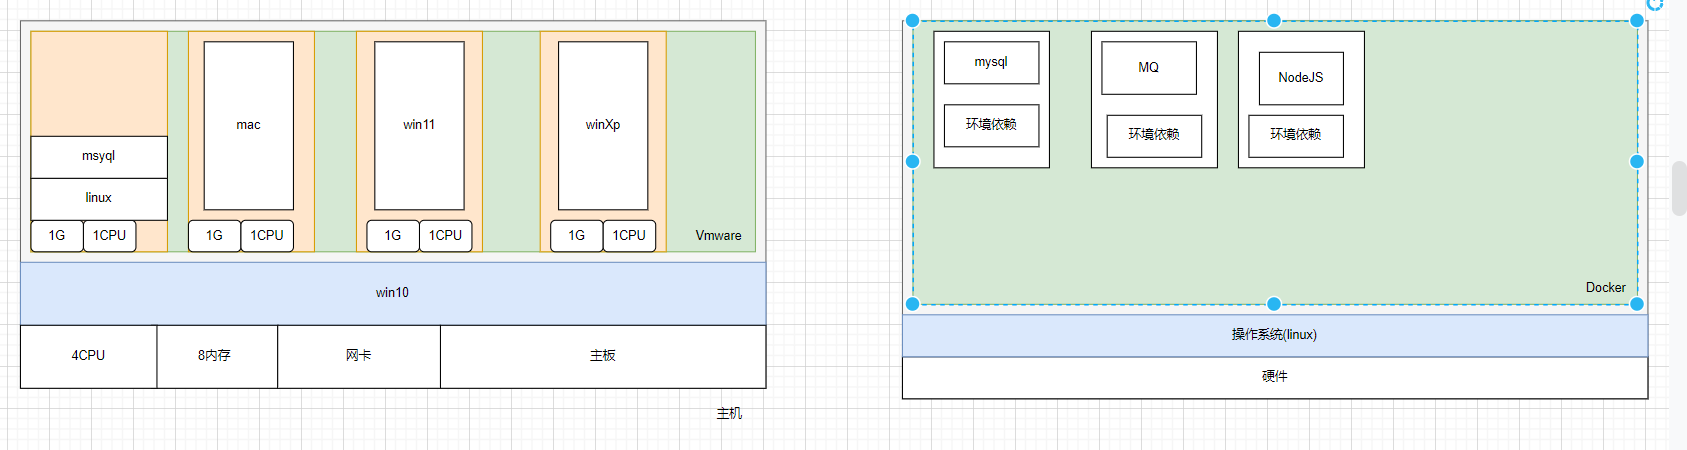 mac
win11
winXp
msyql
linux
1G
1CPU
1G
1CPU
1G
1CPU
1G
1CPU
Vmware
win10
4CPU
8内存
网卡
主板
主机
mysql
环境依赖
MQ
环境依赖
NodeJS
环境依赖
Docker
操作系统(linux)
硬件